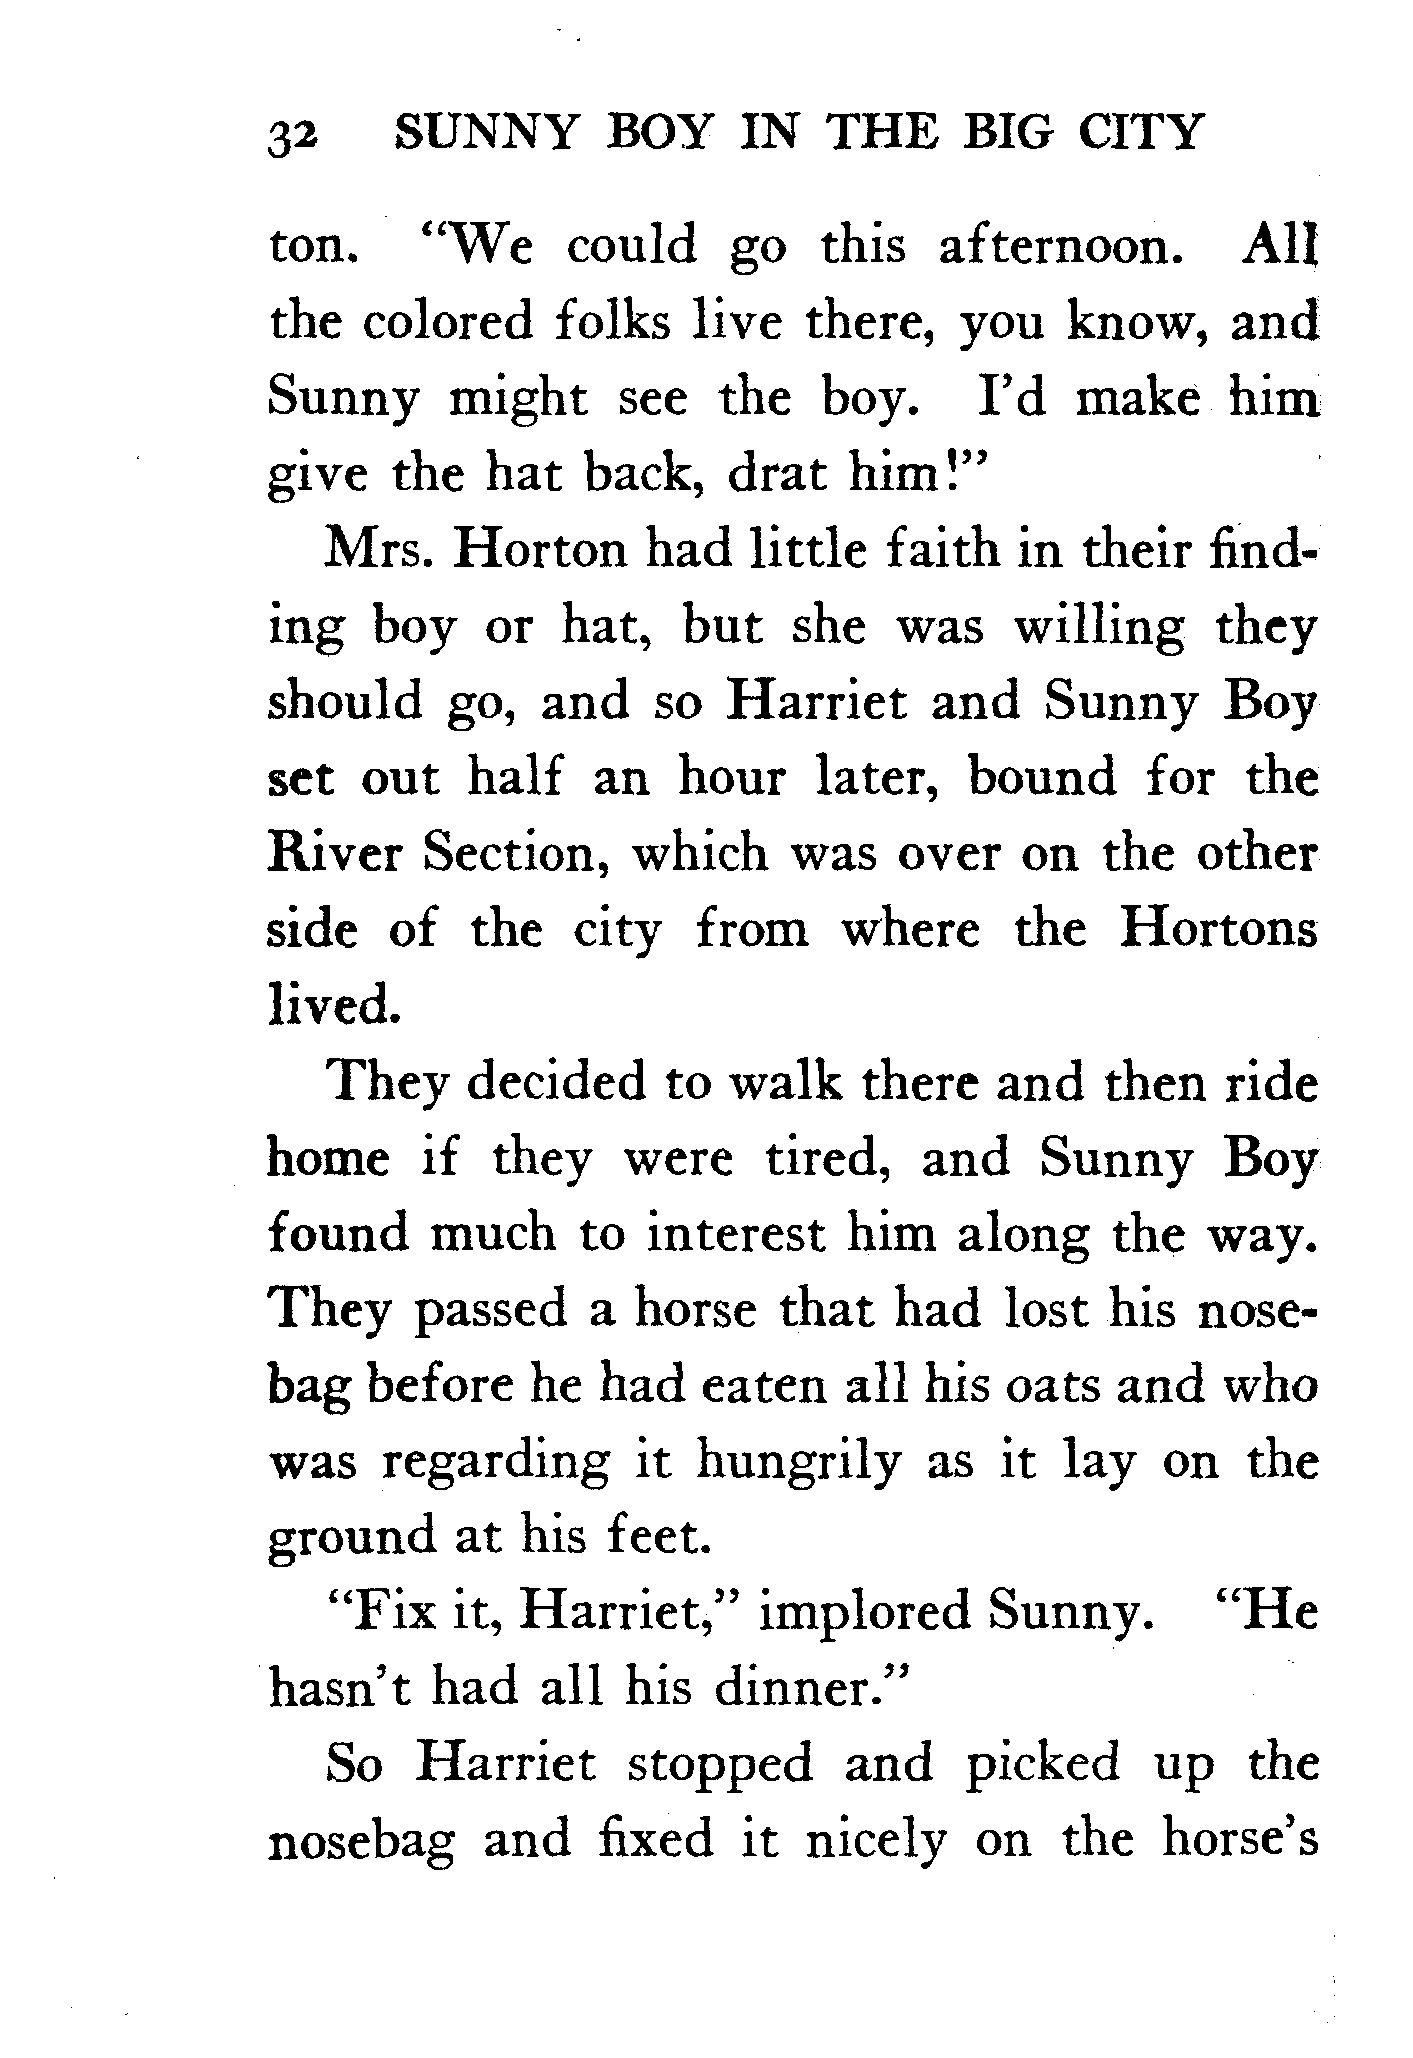 32 SUNNY BOY IN THE BIG CITY
ton. “We could go this afternoon. All
the colored folks live there, you know, and
Sunny might see the boy. I’d make him
give the hat back, drat him!”
Mrs. Horton had little faith in their find-
ing boy or hat, but she was willing they
should go, and so Harriet and Sunny Boy
set out half an hour later, bound for the
River Section, which was over on the other
side of the city from where the Hortons
lived.
They decided to walk there and then ride
home if they were tired, and Sunny Boy
found much to interest him along the way.
They passed a horse that had lost his nose-
bag before he had eaten all his oats and who
was regarding it hungrily as it lay on the
ground at his feet.
“Fix it, Harriet,” implored Sunny. “He
hasn’t had all his dinner.”
So Harriet stopped and picked up the
nosebag and fixed it nicely on the horse’s